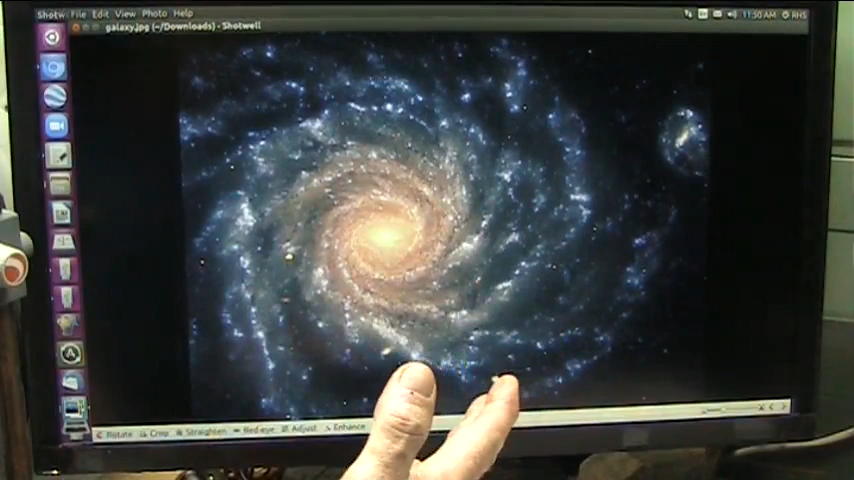 Shotw File Edit View Photo Help 11:50 AM RHS
galaxy.jpg (~/Downloads) - Shotwell
Rotate Crop Straighten Red-eye Adjust Enhance